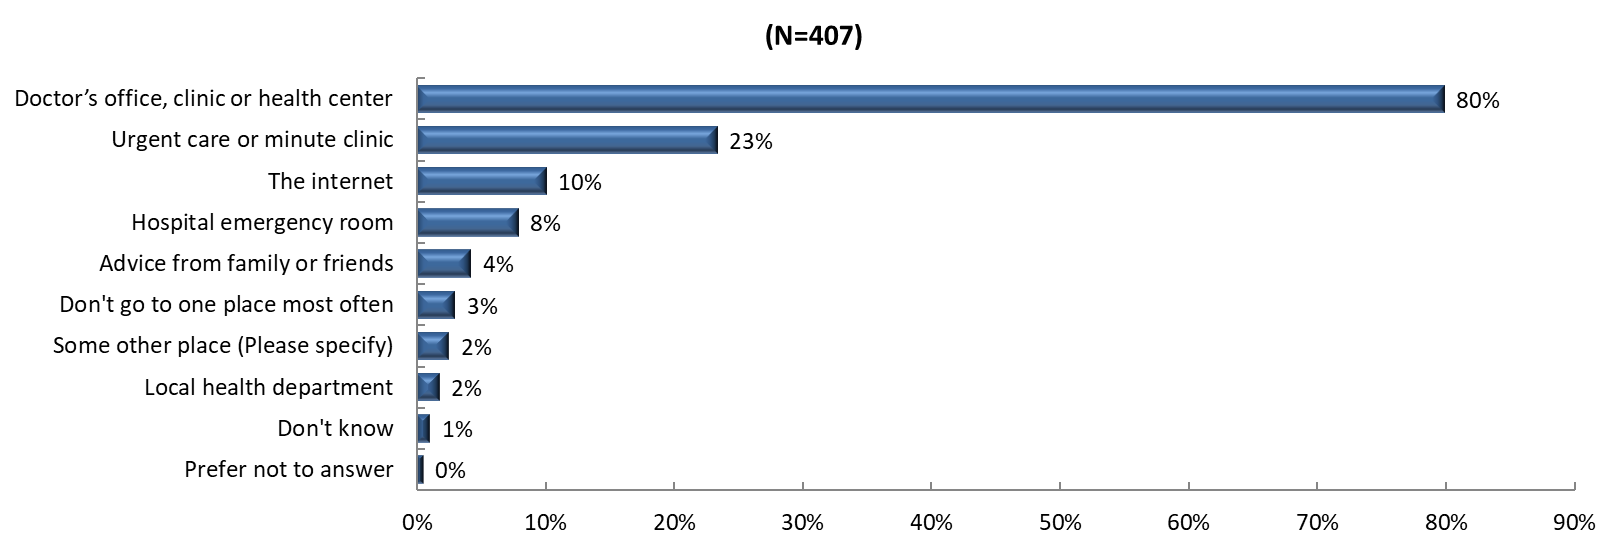 (N=407)
Doctor’s office, clinic or health center 80%
Urgent care or minute clinic 23%
The internet 10%
Hospital emergency room 8%
Advice from family or friends 4%
Don't go to one place most often 3%
Some other place (Please specify) 2%
Local health department 2%
Don't know 1%
Prefer not to answer 0%
0% 10% 20% 30% 40% 50% 60% 70% 80% 90%